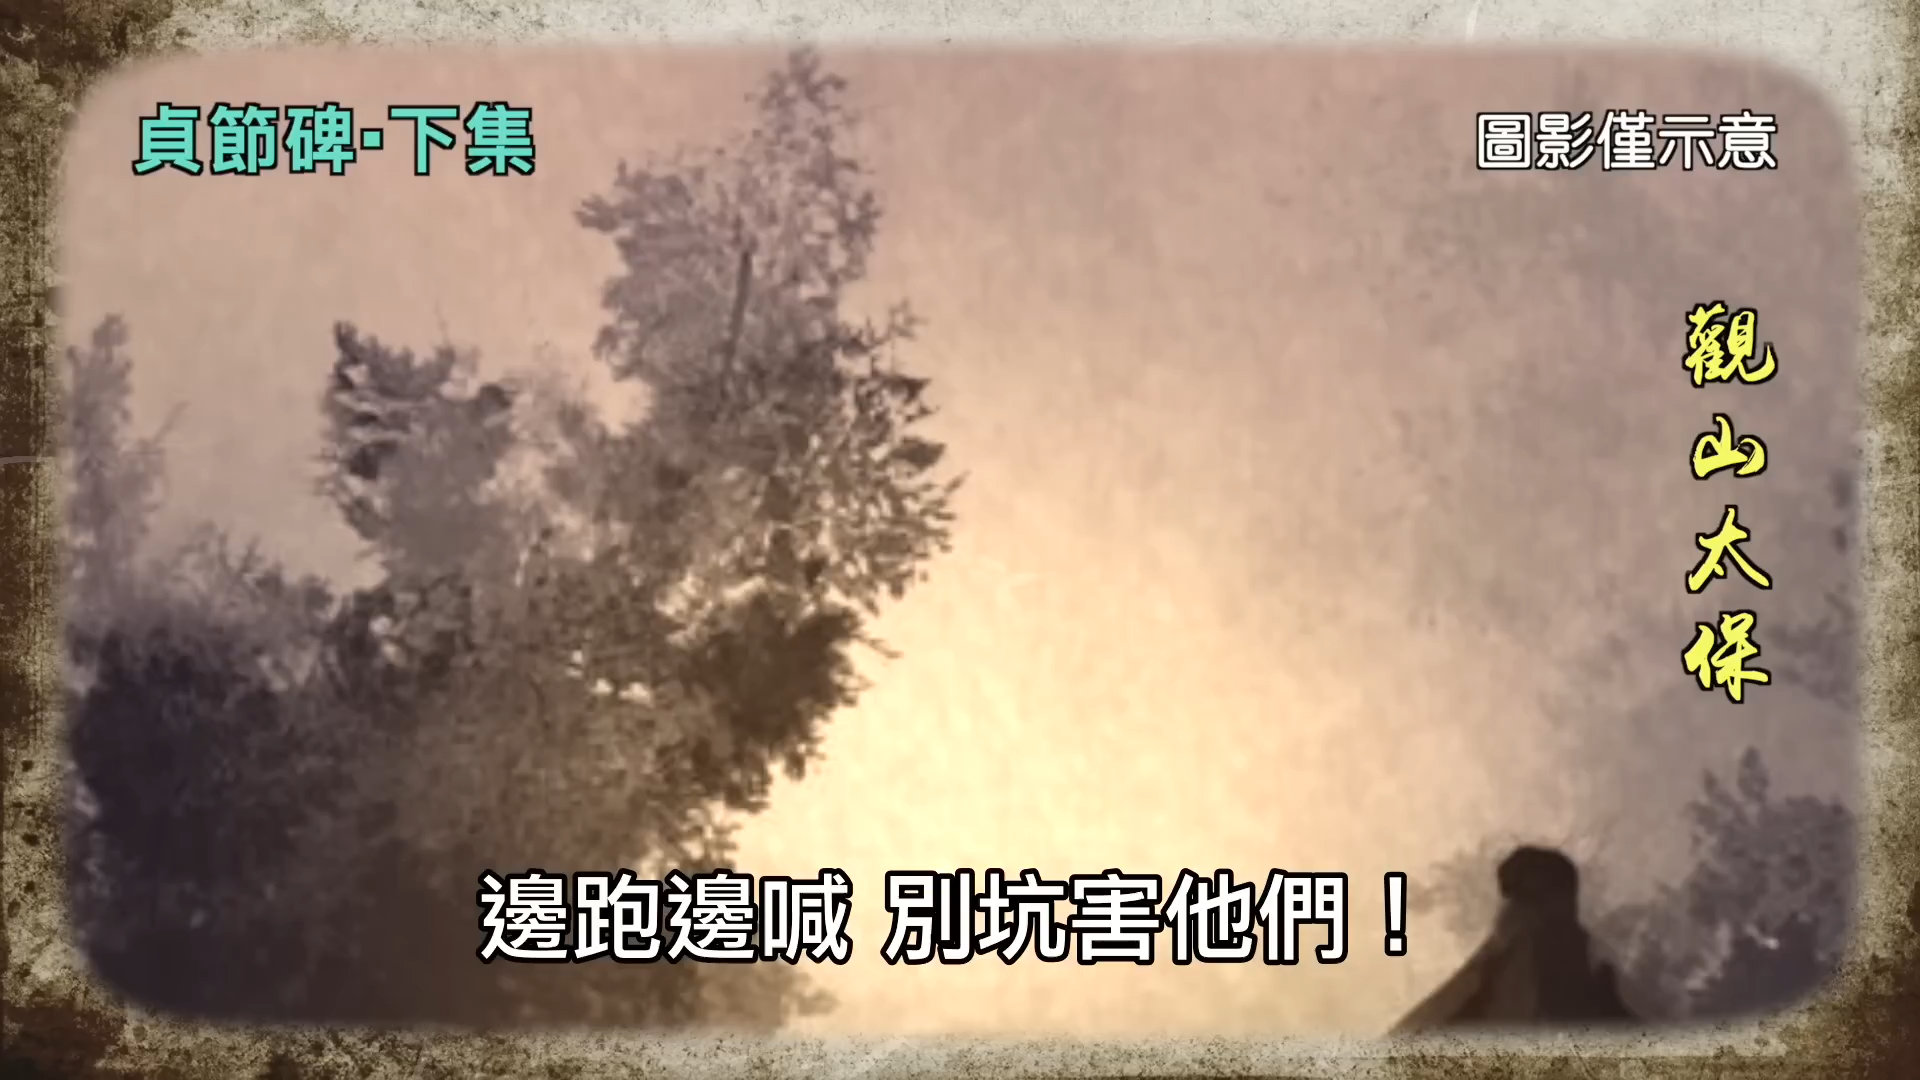 貞節碑·下集
圖影僅示意
觀山太保
邊跑邊喊 別坑害他們！